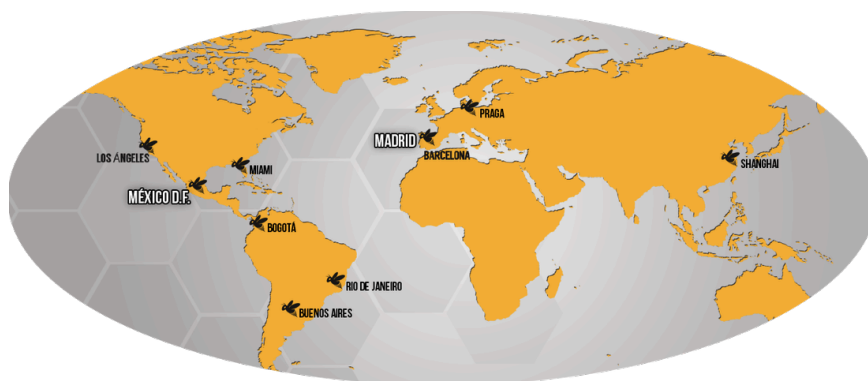 PRAGA
MADRID
BARCELONA
LOS ÁNGELES
MIAMI
SHANGHAI
MÉXICO D.F.
BOGOTÁ
RIO DE JANEIRO
BUENOS AIRES